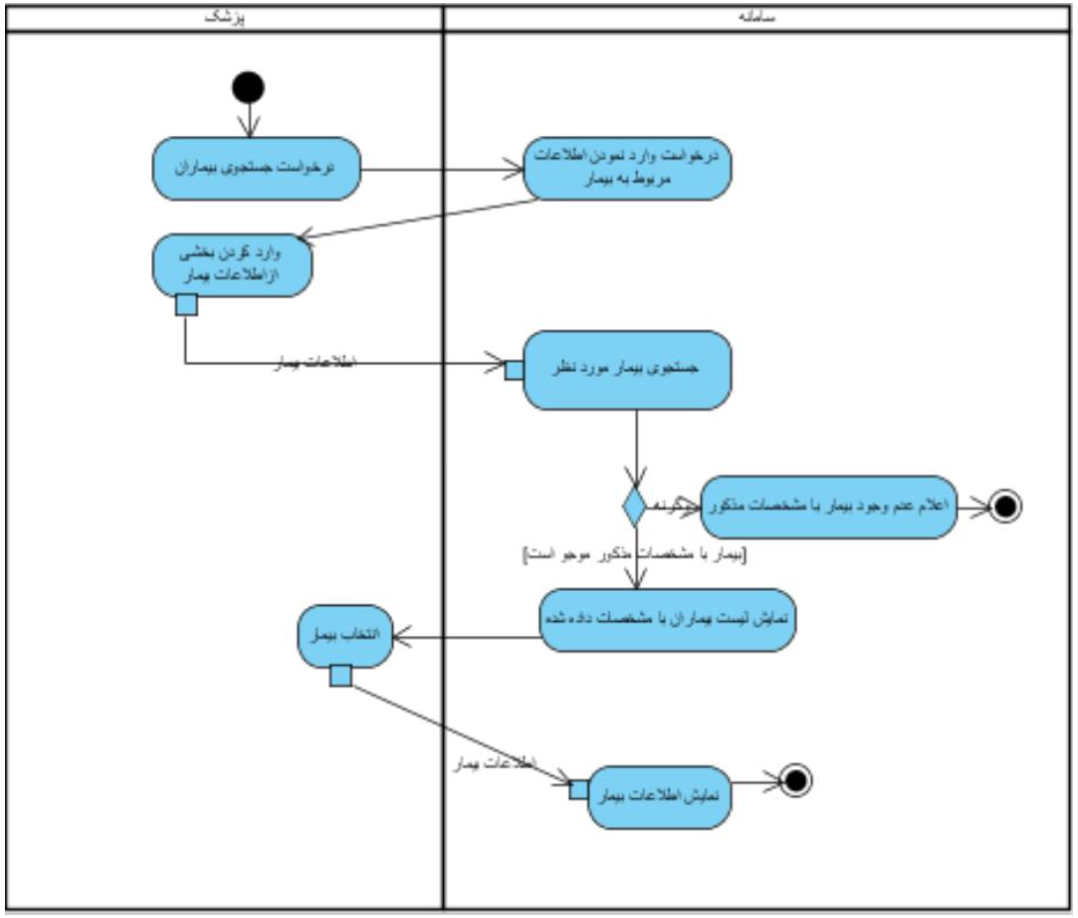 پزشک
سامانه
درخواست جستجوی بیماران
درخواست وارد نمودن اطلاعات
مربوط به بیمار
وارد کردن بخشی
ازاطلاعات بیمار
اطلاعات بیمار
جستجوی بیمار مورد نظر
اعلام عدم وجود بیمار با مشخصات مذکور
[بیمار با مشخصات مذکور موجو است]
نمایش لیست بیماران با مشخصات داده شده
انتخاب بیمار
اطلاعات بیمار
نمایش اطلاعات بیمار